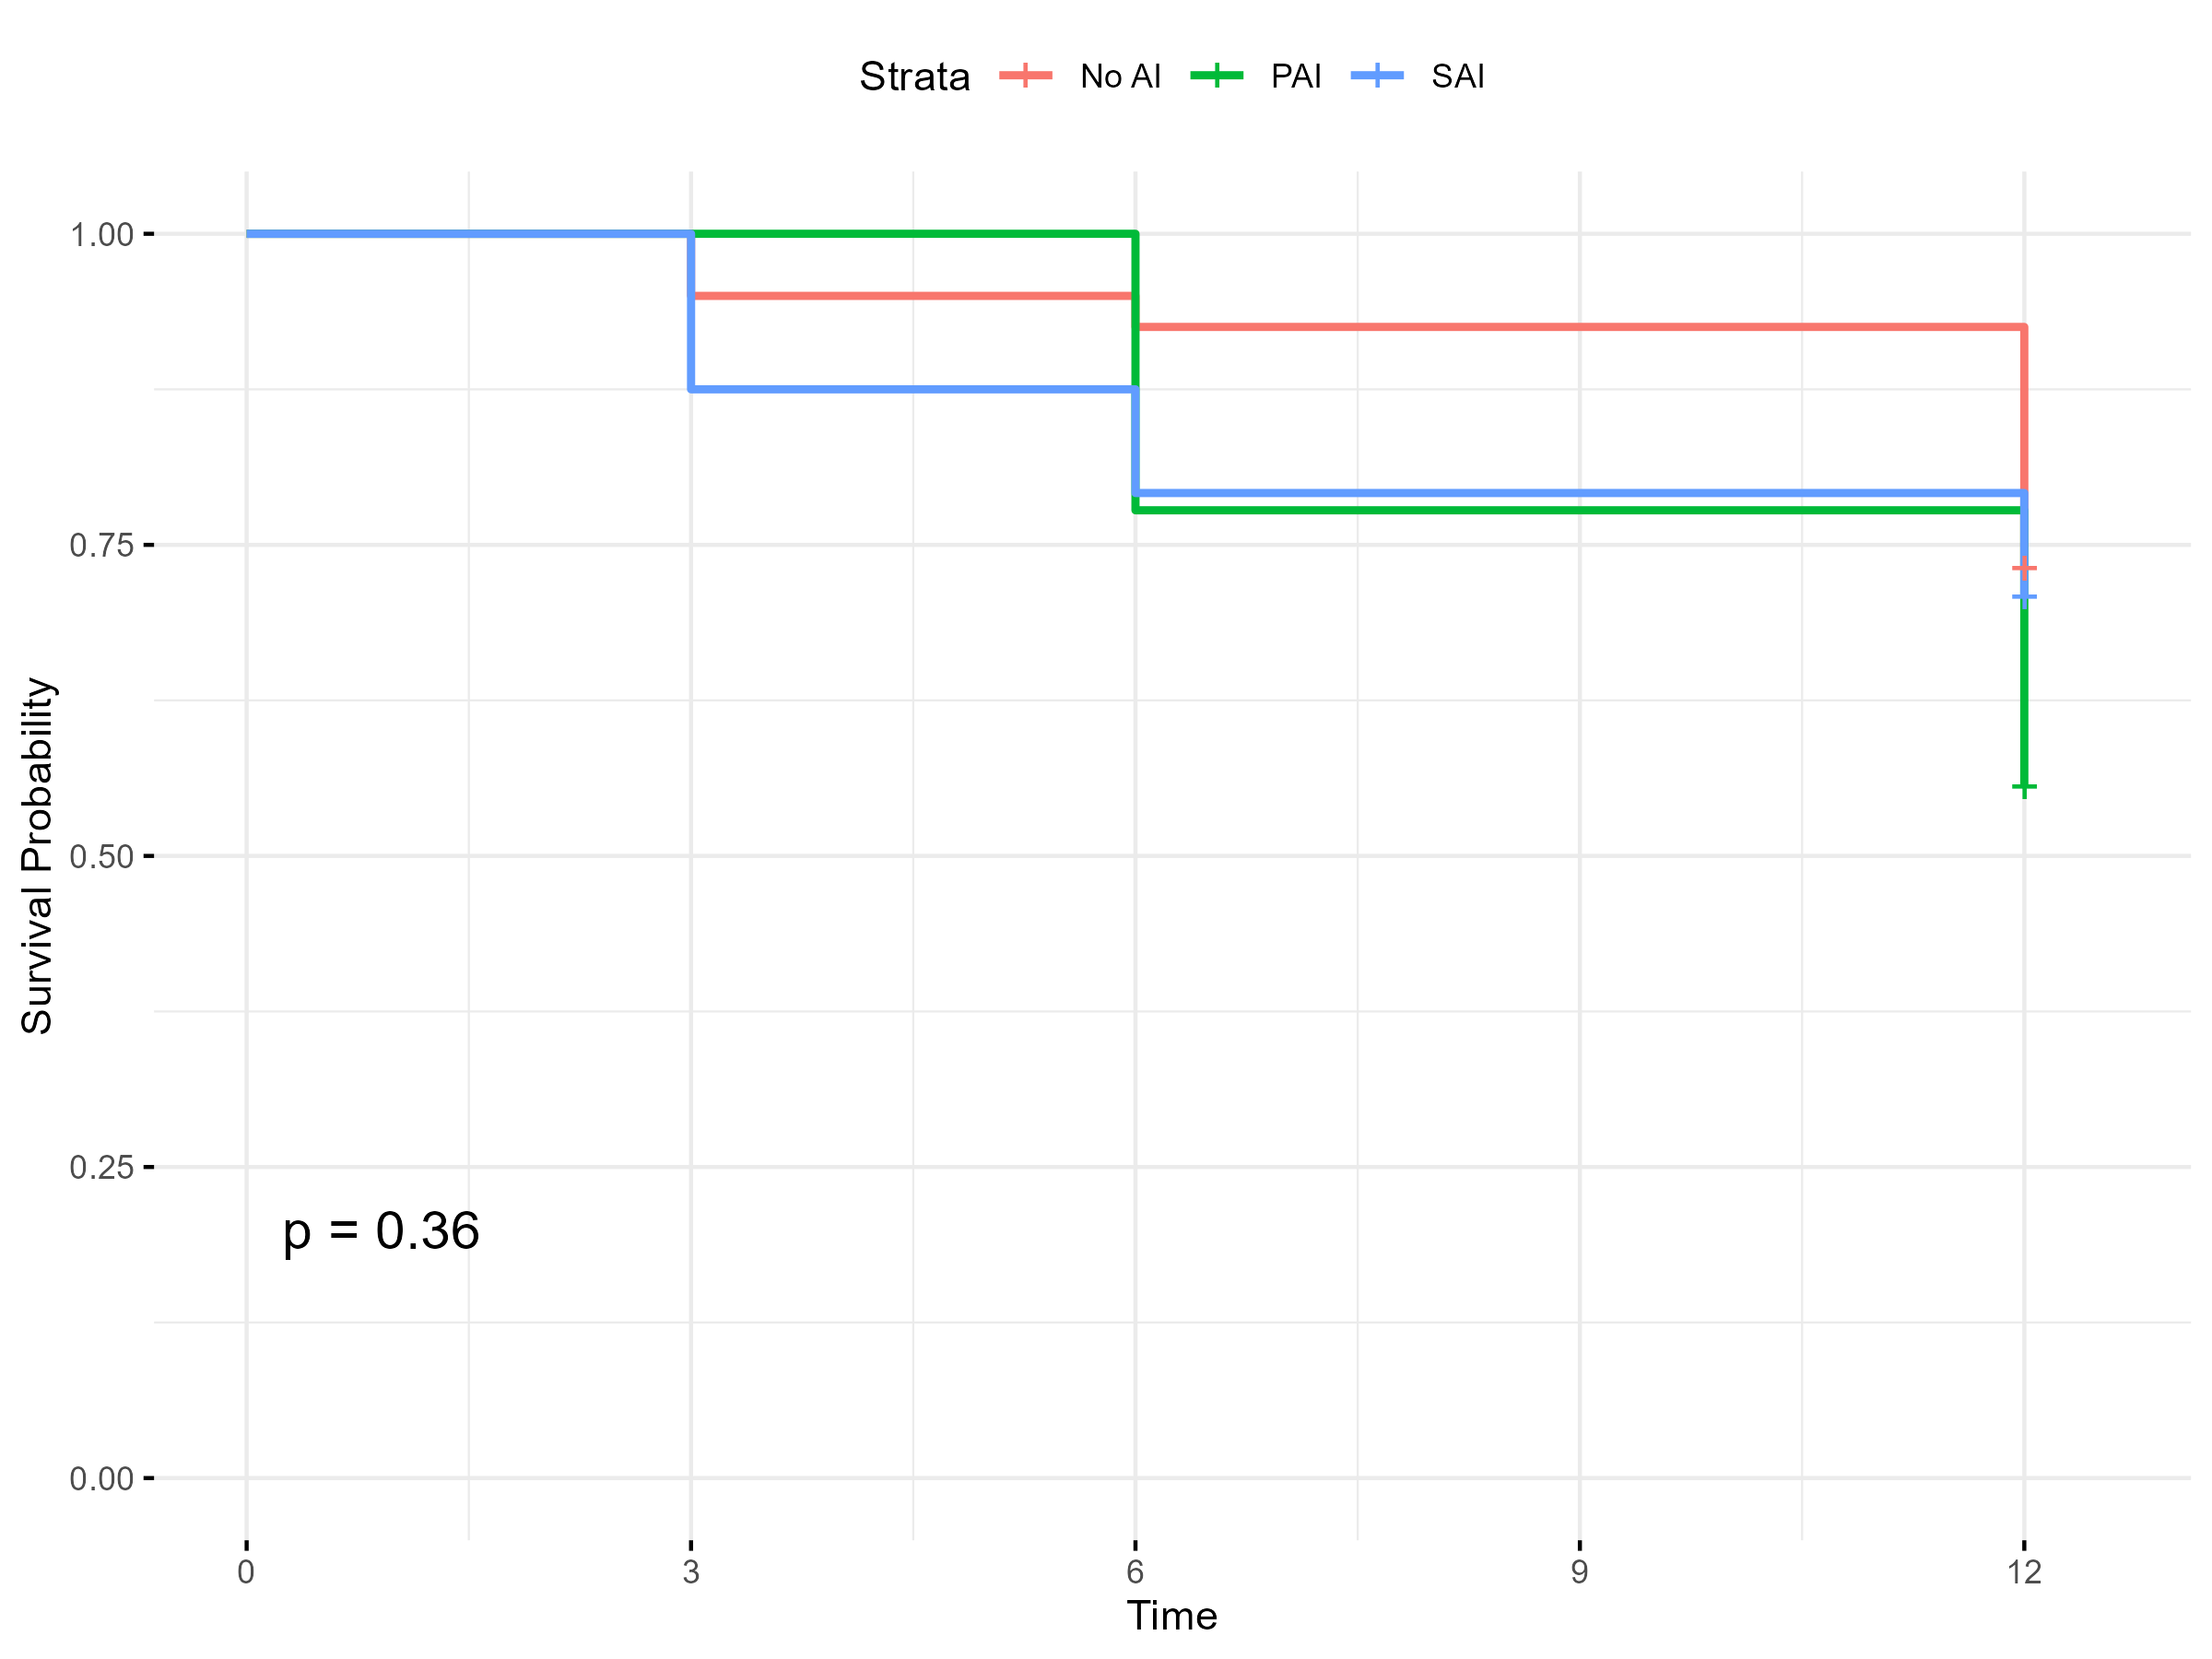 Strata No AI PAI SAI
1.00
0.75
0.50
0.25
0.00
Survival Probability
p = 0.36
0 3 6 9 12
Time